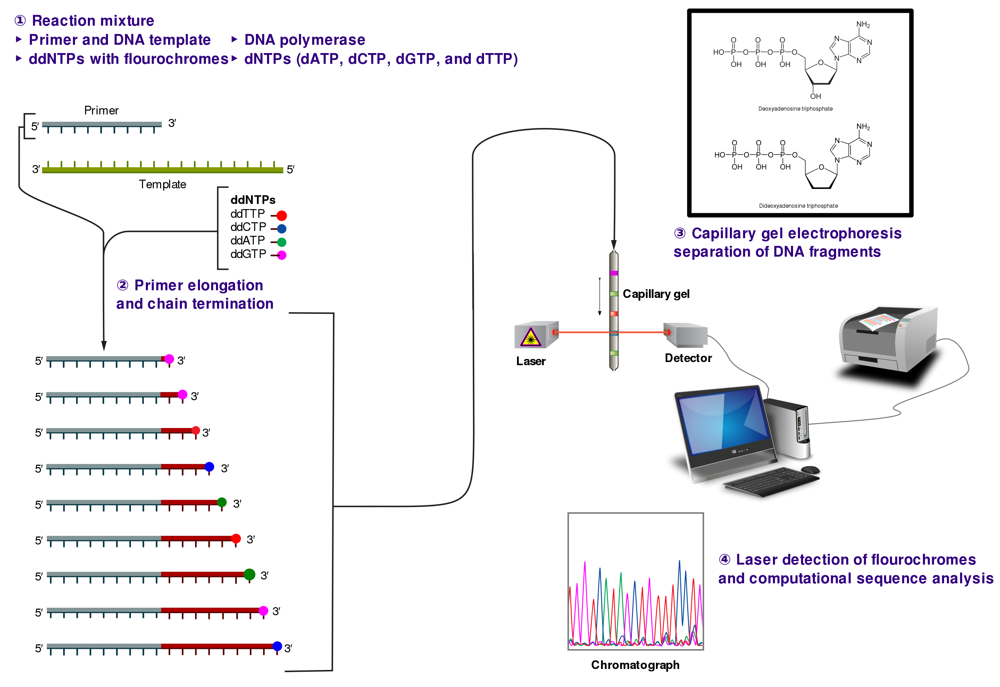 ① Reaction mixture
▸ Primer and DNA template ▸ DNA polymerase
▸ ddNTPs with flourochromes ▸ dNTPs (dATP, dCTP, dGTP, and dTTP)
Primer
5′ 3′
3′ 5′
Template
ddNTPs
ddTTP
ddCTP
ddATP
ddGTP
② Primer elongation
and chain termination
5′ 3′
5′ 3′
5′ 3′
5′ 3′
5′ 3′
5′ 3′
5′ 3′
5′ 3′
5′ 3′
NH₂
N N
O O O
HO P O P O P O
N N
OH OH OH O
OH
Deoxyadenosine triphosphate
NH₂
N N
O O O
HO P O P O P O
N N
OH OH OH O
Dideoxyadenosine triphosphate
③ Capillary gel electrophoresis
separation of DNA fragments
Capillary gel
Laser
Detector
④ Laser detection of flourochromes
and computational sequence analysis
Chromatograph